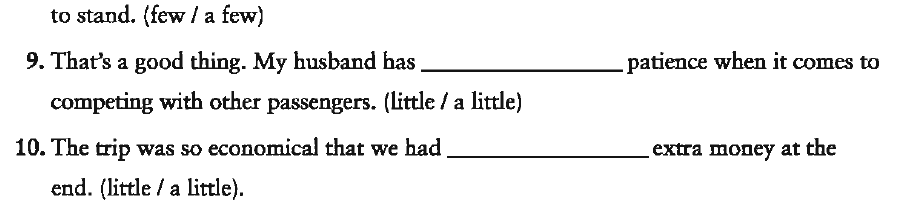 to stand. (few / a few)
9. That's a good thing. My husband has ____________ patience when it comes to
competing with other passengers. (little / a little)
10. The trip was so economical that we had ____________ extra money at the
end. (little / a little).